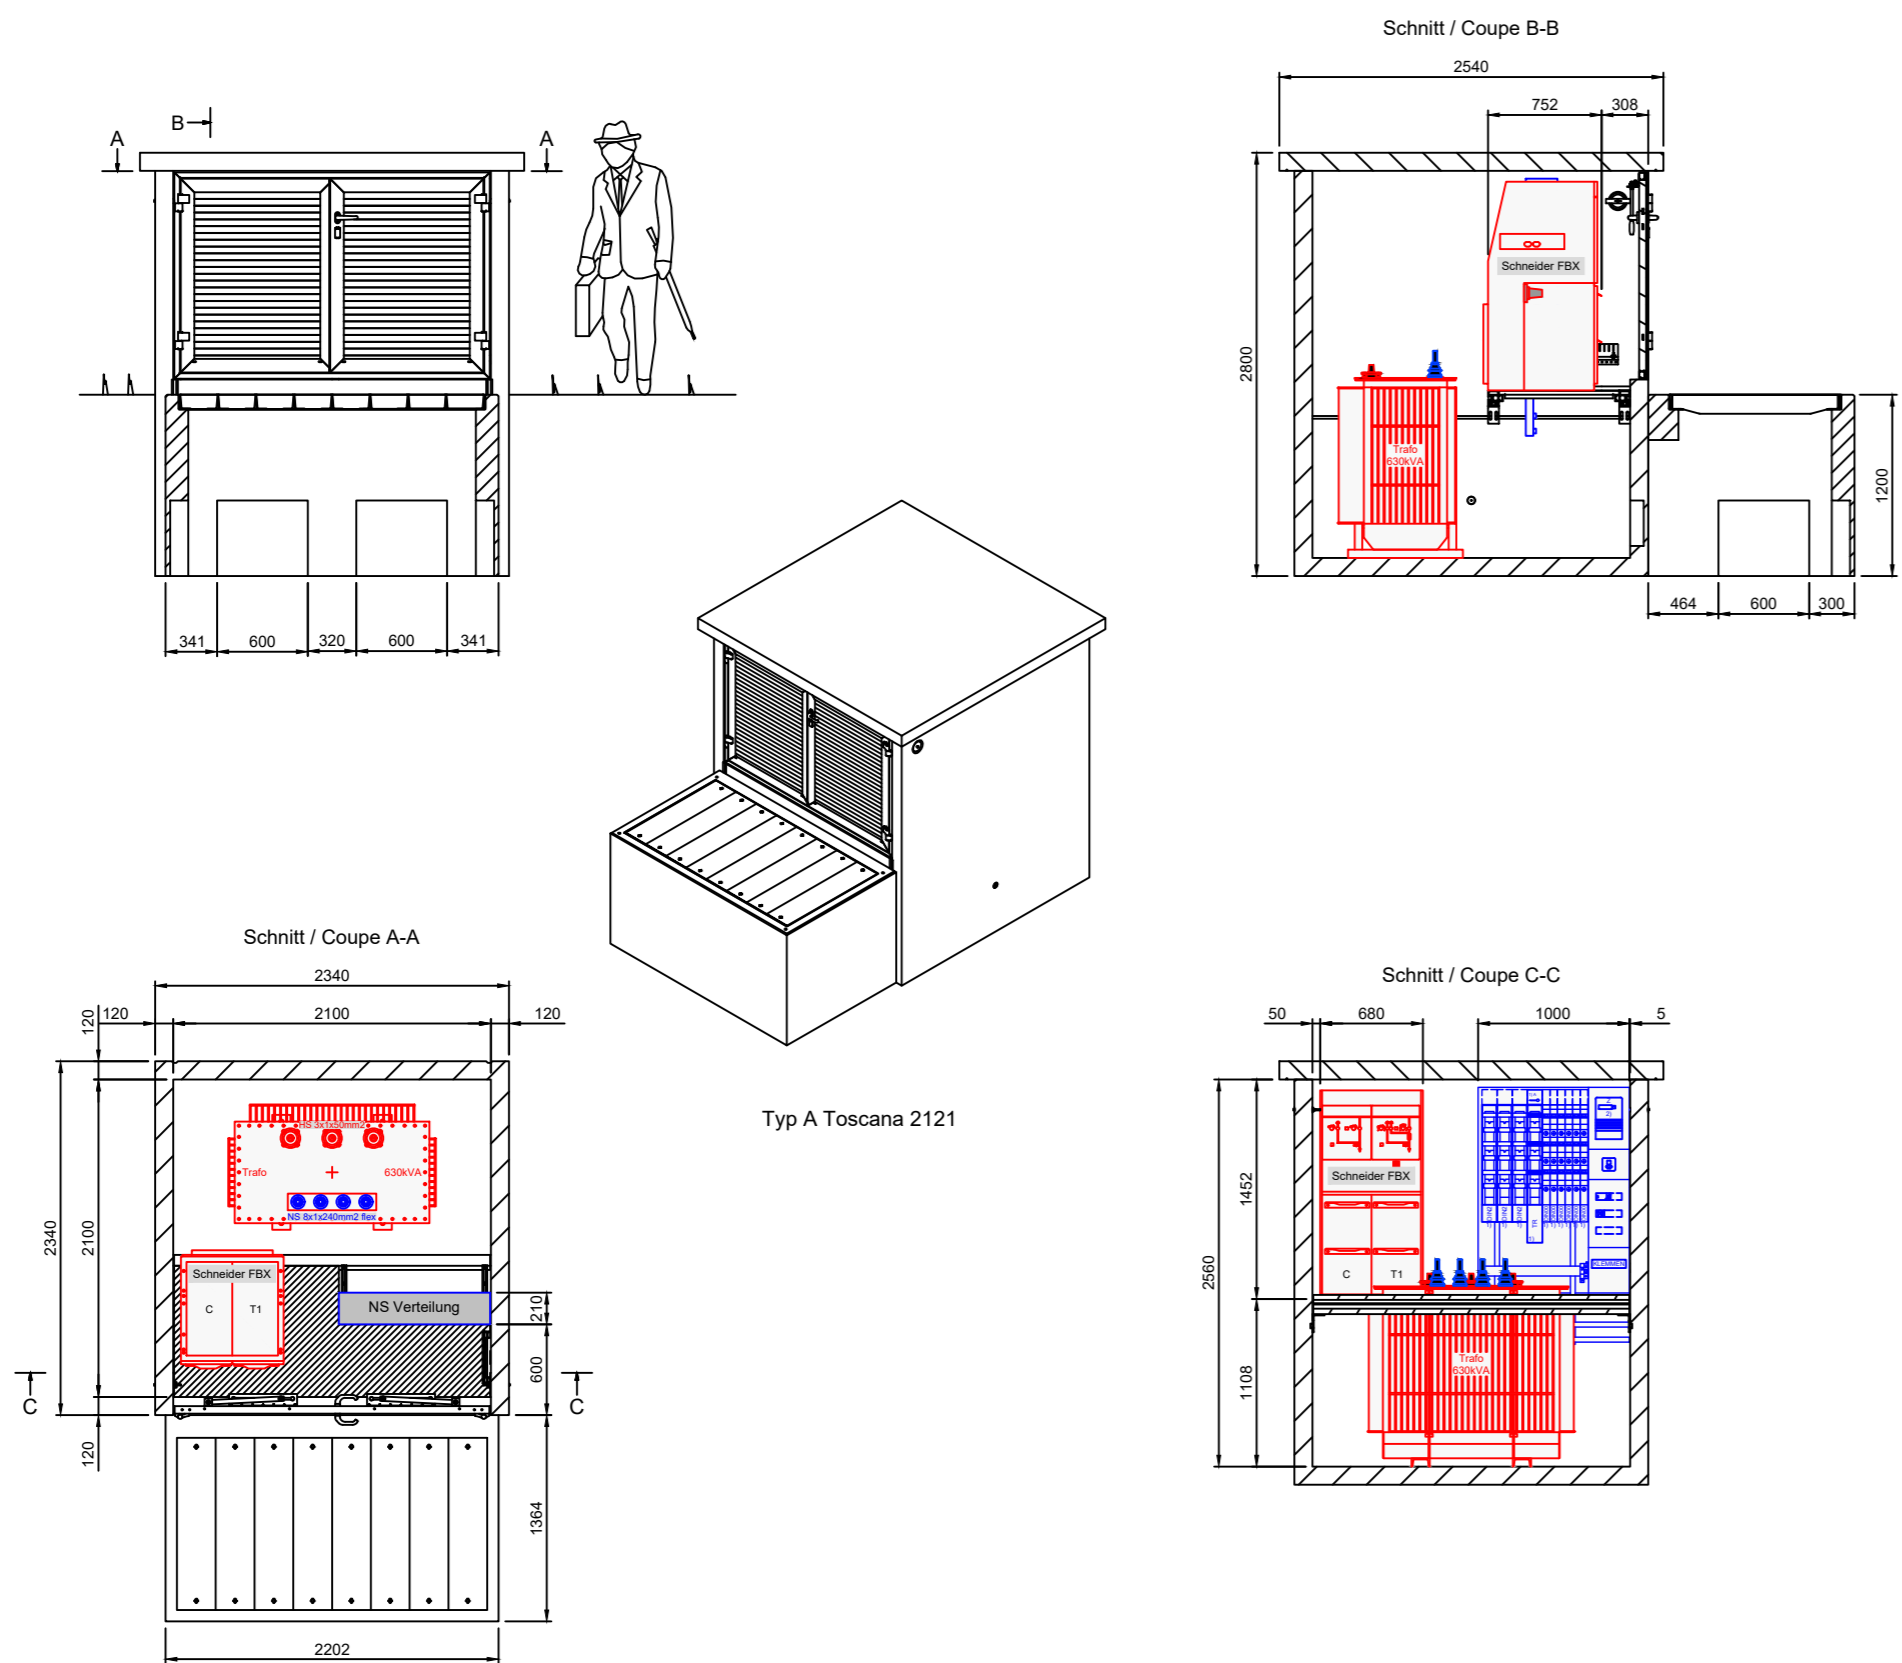 Schnitt / Coupe B-B
2540
752
308
B
A
A
Schneider FBX
2800
Trafo
630kVA
1200
464
600
300
341
600
320
600
341
Schnitt / Coupe A-A
2340
120
120
2100
120
HS 3x1x50mm2
Trafo
630kVA
NS 8x1x240mm2 flex
2340
2100
Schneider FBX
C
T1
NS Verteilung
210
600
C
C
120
1364
2202
Typ A Toscana 2121
Schnitt / Coupe C-C
50
680
1000
5
1452
Schneider FBX
2560
C
T1
TR
KLEMMEN
1108
Trafo
630kVA